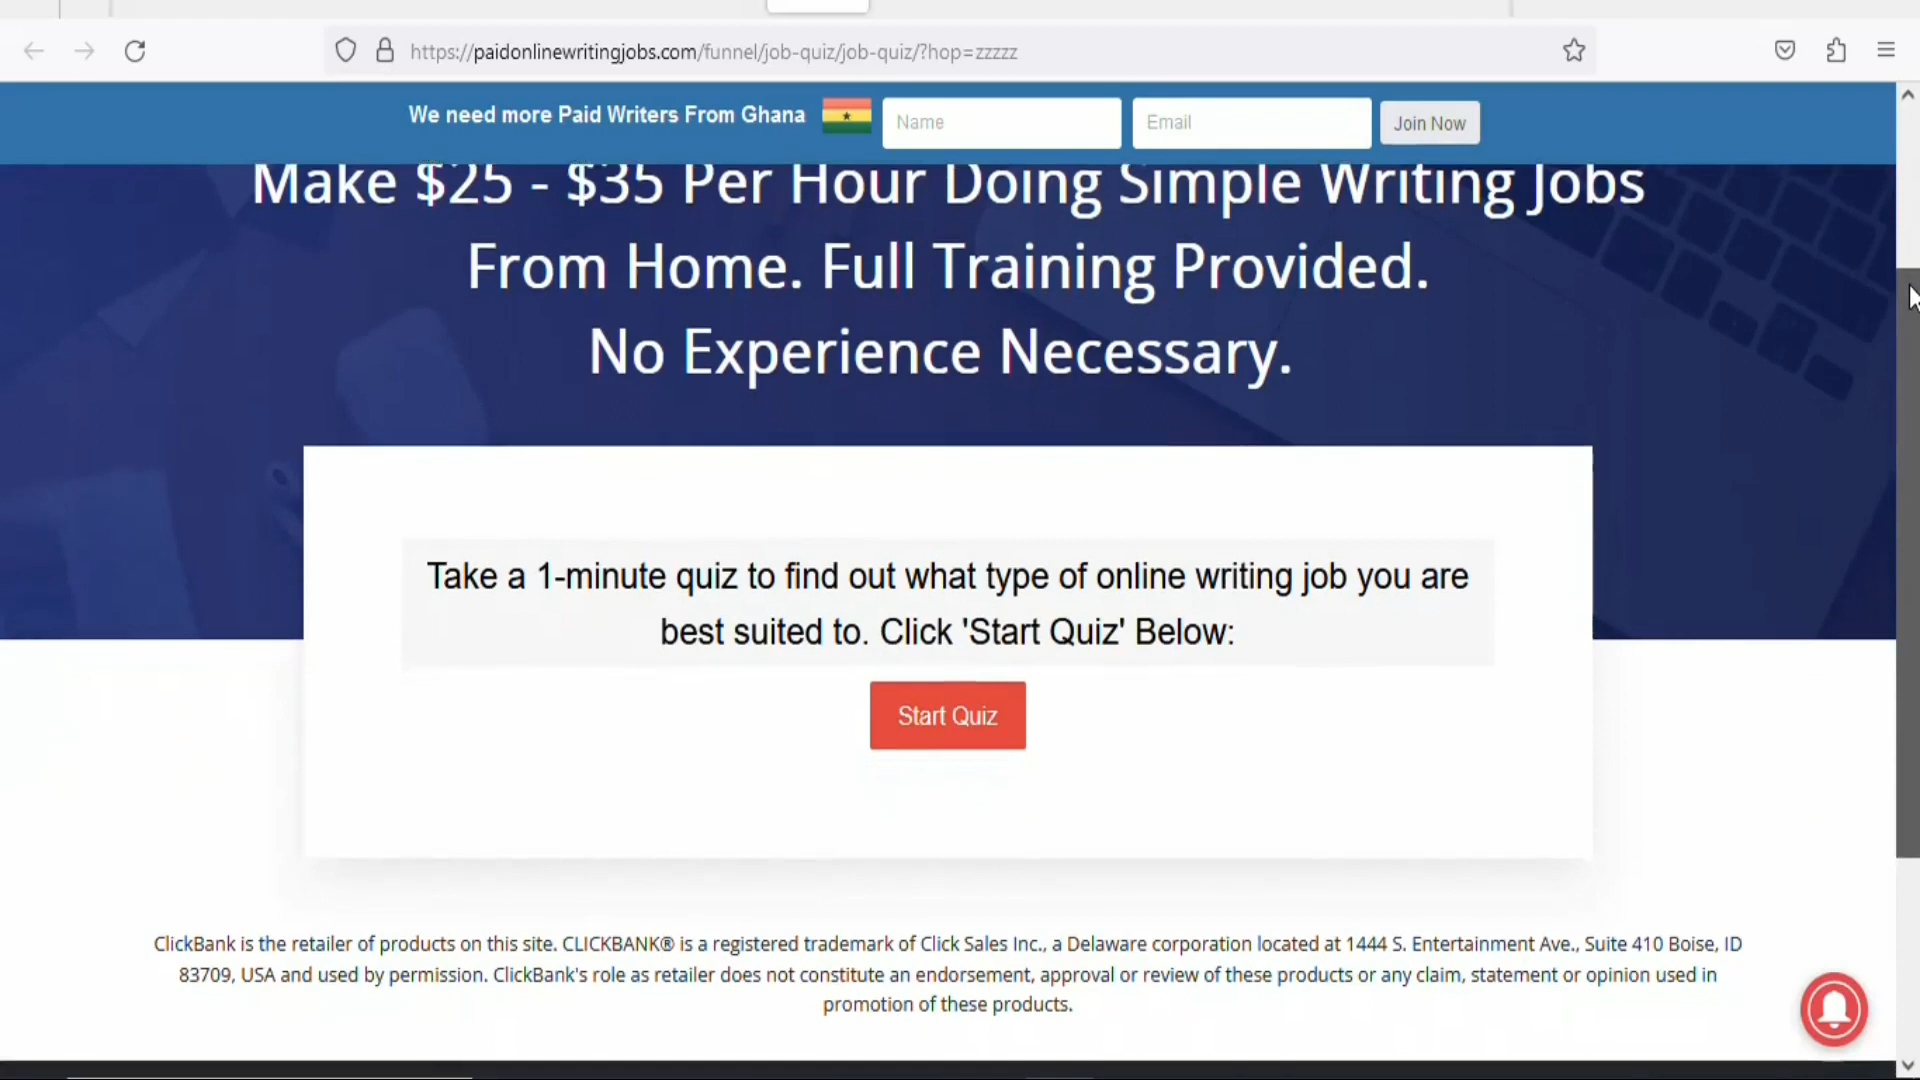 https://paidonlinewritingjobs.com/funnel/job-quiz/job-quiz/?hop=zzzzz
We need more Paid Writers From Ghana
Name
Email
Join Now
Make $25 - $35 Per Hour Doing Simple Writing Jobs
From Home. Full Training Provided.
No Experience Necessary.
Take a 1-minute quiz to find out what type of online writing job you are
best suited to. Click 'Start Quiz' Below:
Start Quiz
ClickBank is the retailer of products on this site. CLICKBANK® is a registered trademark of Click Sales Inc., a Delaware corporation located at 1444 S. Entertainment Ave., Suite 410 Boise, ID
83709, USA and used by permission. ClickBank's role as retailer does not constitute an endorsement, approval or review of these products or any claim, statement or opinion used in
promotion of these products.